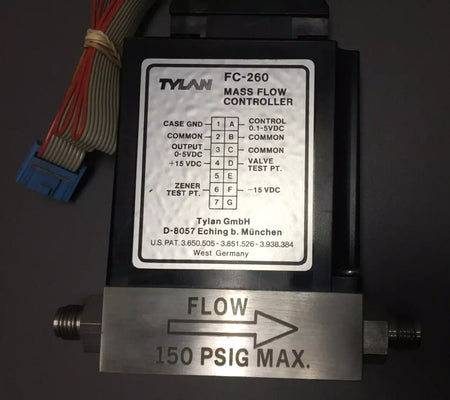 TYLAN FC-260
MASS FLOW
CONTROLLER
CASE GND 1 A CONTROL
0.1-5VDC
COMMON 2 B COMMON
OUTPUT
0-5VDC 3 C COMMON
+15 VDC 4 D VALVE
TEST PT.
5 E
ZENER
TEST PT. 6 F -15 VDC
7 G
Tylan GmbH
D-8057 Eching b. München
U.S. PAT. 3.650.505 - 3.851.526 - 3.938.384
West Germany
FLOW
150 PSIG MAX.